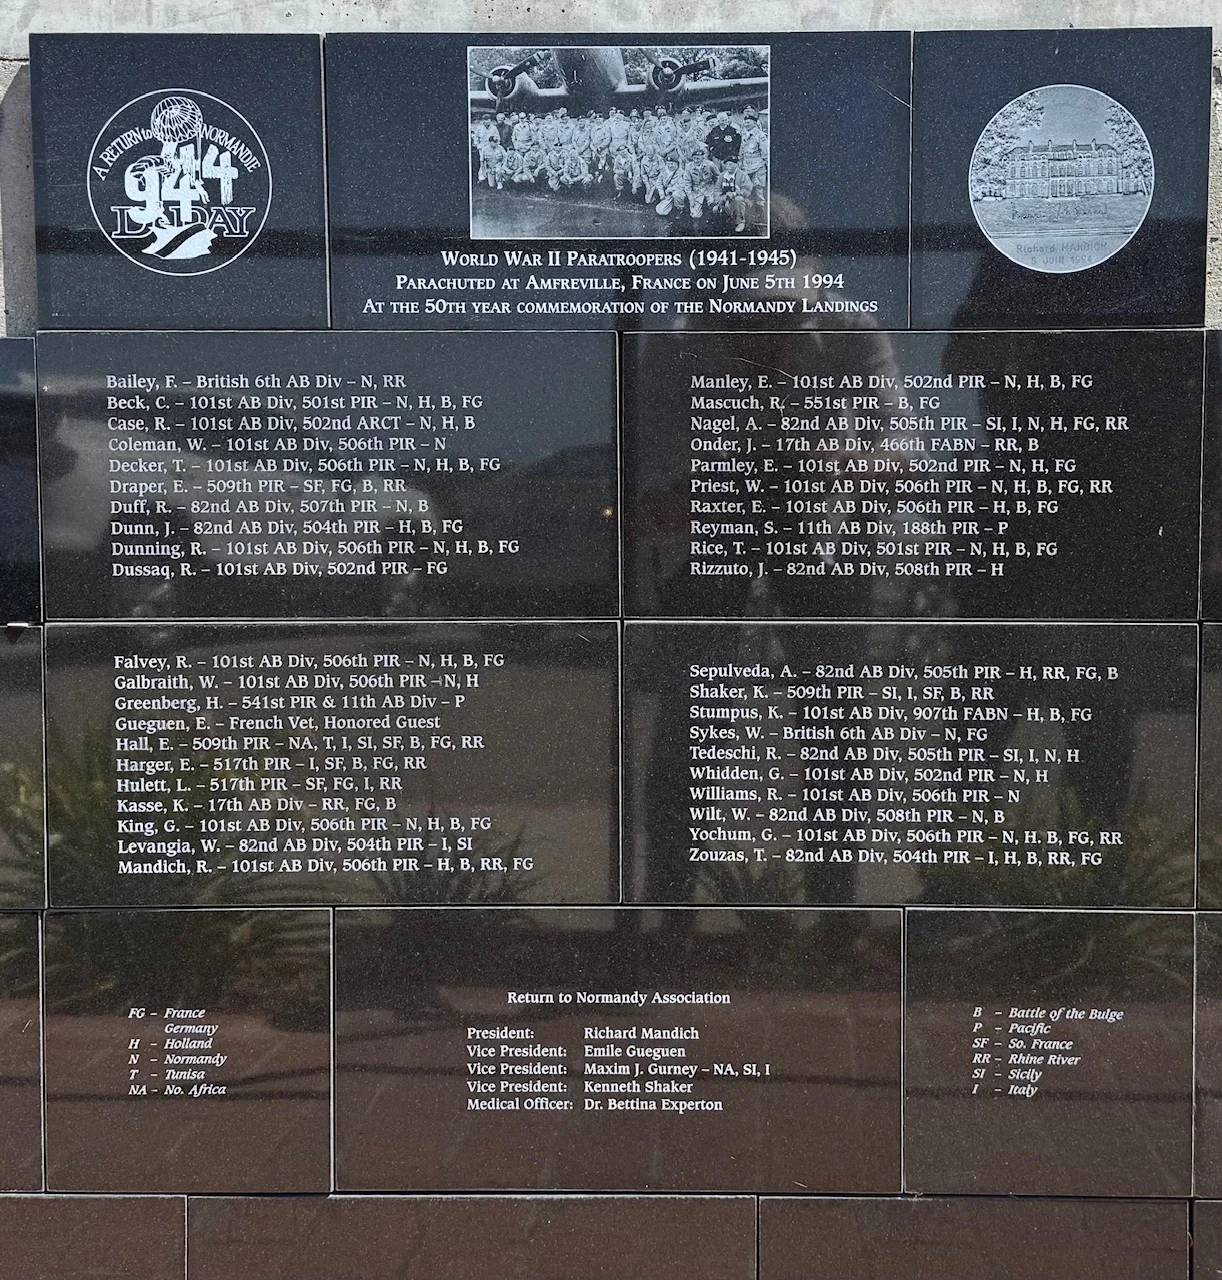 A RETURN to NORMANDIE
1944
D-DAY
WORLD WAR II PARATROOPERS (1941-1945)
PARACHUTED AT AMFREVILLE, FRANCE ON JUNE 5TH 1994
AT THE 50TH YEAR COMMEMORATION OF THE NORMANDY LANDINGS
Richard MANDICH
5 JUIN 1994
Bailey, F. – British 6th AB Div – N, RR
Beck, C. – 101st AB Div, 501st PIR – N, H, B, FG
Case, R. – 101st AB Div, 502nd ARCT – N, H, B
Coleman, W. – 101st AB Div, 506th PIR – N
Decker, T. – 101st AB Div, 506th PIR – N, H, B, FG
Draper, E. – 509th PIR – SF, FG, B, RR
Duff, R. – 82nd AB Div, 507th PIR – N, B
Dunn, J. – 82nd AB Div, 504th PIR – H, B, FG
Dunning, R. – 101st AB Div, 506th PIR – N, H, B, FG
Dussaq, R. – 101st AB Div, 502nd PIR – FG
Manley, E. – 101st AB Div, 502nd PIR – N, H, B, FG
Mascuch, R. – 551st PIR – B, FG
Nagel, A. – 82nd AB Div, 505th PIR – SI, I, N, H, FG, RR
Onder, J. – 17th AB Div, 466th FABN – RR, B
Parmley, E. – 101st AB Div, 502nd PIR – N, H, FG
Priest, W. – 101st AB Div, 506th PIR – N, H, B, FG, RR
Raxter, E. – 101st AB Div, 506th PIR – H, B, FG
Reyman, S. – 11th AB Div, 188th PIR – P
Rice, T. – 101st AB Div, 501st PIR – N, H, B, FG
Rizzuto, J. – 82nd AB Div, 508th PIR – H
Falvey, R. – 101st AB Div, 506th PIR – N, H, B, FG
Galbraith, W. – 101st AB Div, 506th PIR – N, H
Greenberg, H. – 541st PIR & 11th AB Div – P
Gueguen, E. – French Vet, Honored Guest
Hall, E. – 509th PIR – NA, T, I, SI, SF, B, FG, RR
Harger, E. – 517th PIR – I, SF, B, FG, RR
Hulett, L. – 517th PIR – SF, FG, I, RR
Kasse, K. – 17th AB Div – RR, FG, B
King, G. – 101st AB Div, 506th PIR – N, H, B, FG
Levangia, W. – 82nd AB Div, 504th PIR – I, SI
Mandich, R. – 101st AB Div, 506th PIR – H, B, RR, FG
Sepulveda, A. – 82nd AB Div, 505th PIR – H, RR, FG, B
Shaker, K. – 509th PIR – SI, I, SF, B, RR
Stumpus, K. – 101st AB Div, 907th FABN – H, B, FG
Sykes, W. – British 6th AB Div – N, FG
Tedeschi, R. – 82nd AB Div, 505th PIR – SI, I, N, H
Whidden, G. – 101st AB Div, 502nd PIR – N, H
Williams, R. – 101st AB Div, 506th PIR – N
Wilt, W. – 82nd AB Div, 508th PIR – N, B
Yochum, G. – 101st AB Div, 506th PIR – N, H. B, FG, RR
Zouzas, T. – 82nd AB Div, 504th PIR – I, H, B, RR, FG
FG – France
Germany
H – Holland
N – Normandy
T – Tunisa
NA – No. Africa
Return to Normandy Association
President: Richard Mandich
Vice President: Emile Gueguen
Vice President: Maxim J. Gurney – NA, SI, I
Vice President: Kenneth Shaker
Medical Officer: Dr. Bettina Experton
B – Battle of the Bulge
P – Pacific
SF – So. France
RR – Rhine River
SI – Sicily
I – Italy